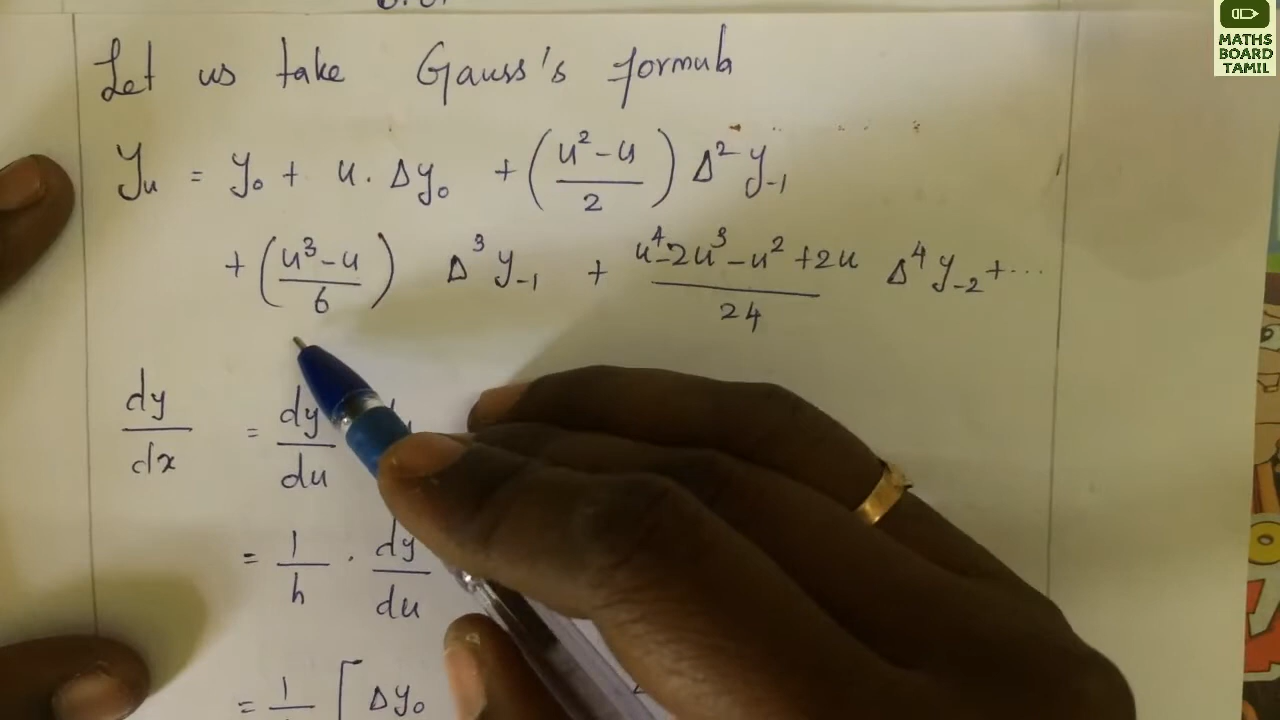 Let us take Gauss's formula
y_u = y_0 + u. Δy_0 + ((u^2 - u)/2) Δ^2 y_{-1}
+ ((u^3 - u)/6) Δ^3 y_{-1} + (u^4 - 2u^3 - u^2 + 2u)/24 Δ^4 y_{-2} + ...
dy/dx = dy/du
= 1/h . dy/du
= 1/ [ Δy_0
MATHS
BOARD
TAMIL